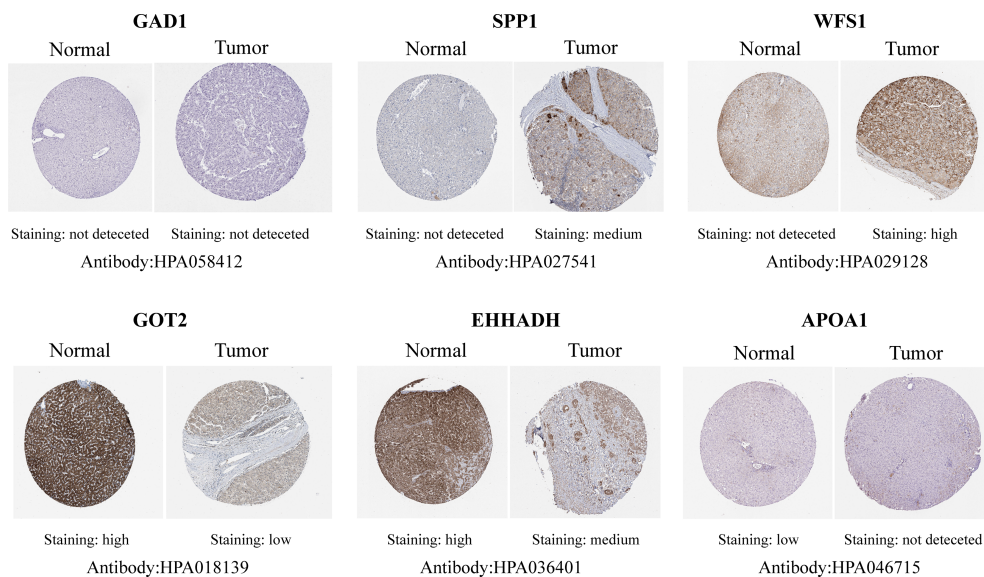 GAD1
Normal Tumor
Staining: not deteceted Staining: not deteceted
Antibody:HPA058412
SPP1
Normal Tumor
Staining: not deteceted Staining: medium
Antibody:HPA027541
WFS1
Normal Tumor
Staining: not deteceted Staining: high
Antibody:HPA029128
GOT2
Normal Tumor
Staining: high Staining: low
Antibody:HPA018139
EHHADH
Normal Tumor
Staining: high Staining: medium
Antibody:HPA036401
APOA1
Normal Tumor
Staining: low Staining: not deteceted
Antibody:HPA046715